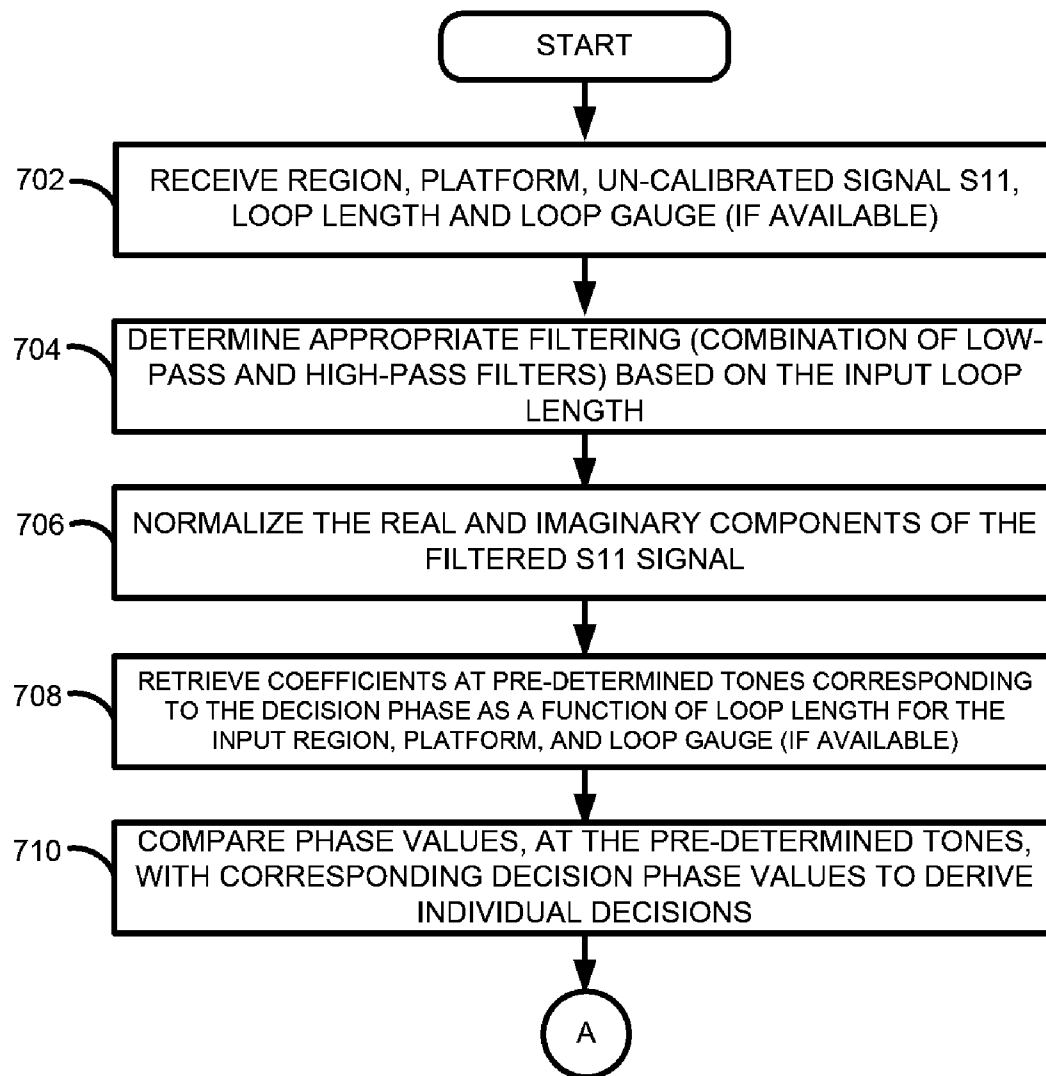 START
702
RECEIVE REGION, PLATFORM, UN-CALIBRATED SIGNAL S11,
LOOP LENGTH AND LOOP GAUGE (IF AVAILABLE)
704
DETERMINE APPROPRIATE FILTERING (COMBINATION OF LOW-
PASS AND HIGH-PASS FILTERS) BASED ON THE INPUT LOOP
LENGTH
706
NORMALIZE THE REAL AND IMAGINARY COMPONENTS OF THE
FILTERED S11 SIGNAL
708
RETRIEVE COEFFICIENTS AT PRE-DETERMINED TONES CORRESPONDING
TO THE DECISION PHASE AS A FUNCTION OF LOOP LENGTH FOR THE
INPUT REGION, PLATFORM, AND LOOP GAUGE (IF AVAILABLE)
710
COMPARE PHASE VALUES, AT THE PRE-DETERMINED TONES,
WITH CORRESPONDING DECISION PHASE VALUES TO DERIVE
INDIVIDUAL DECISIONS
A